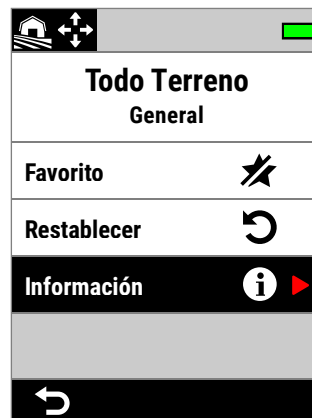 Todo Terreno
General
Favorito
Restablecer
Información